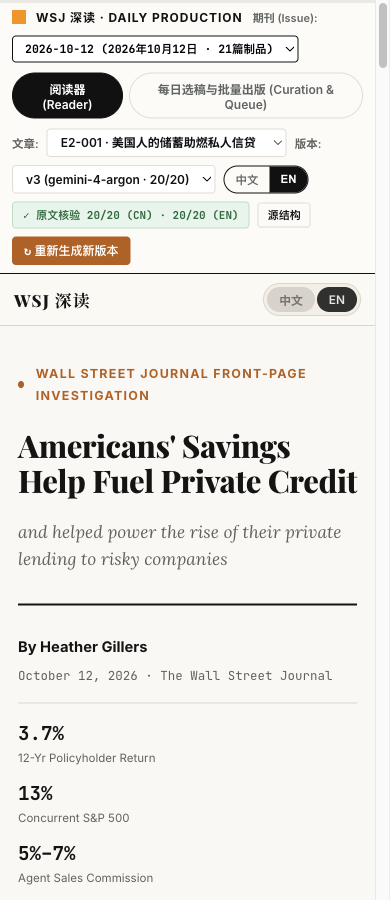 WSJ 深读 · DAILY PRODUCTION 期刊 (Issue):
2026-10-12 (2026年10月12日 · 21篇制品)
阅读器
(Reader)
每日选稿与批量出版 (Curation &
Queue)
文章: E2-001 · 美国人的储蓄助燃私人信贷 版本:
v3 (gemini-4-argon · 20/20) 中文 EN
✓ 原文核验 20/20 (CN) · 20/20 (EN) 源结构
↻ 重新生成新版本
WSJ 深读 中文 EN
WALL STREET JOURNAL FRONT-PAGE
INVESTIGATION
Americans' Savings
Help Fuel Private Credit
and helped power the rise of their private
lending to risky companies
By Heather Gillers
October 12, 2026 · The Wall Street Journal
3.7%
12-Yr Policyholder Return
13%
Concurrent S&P 500
5%–7%
Agent Sales Commission